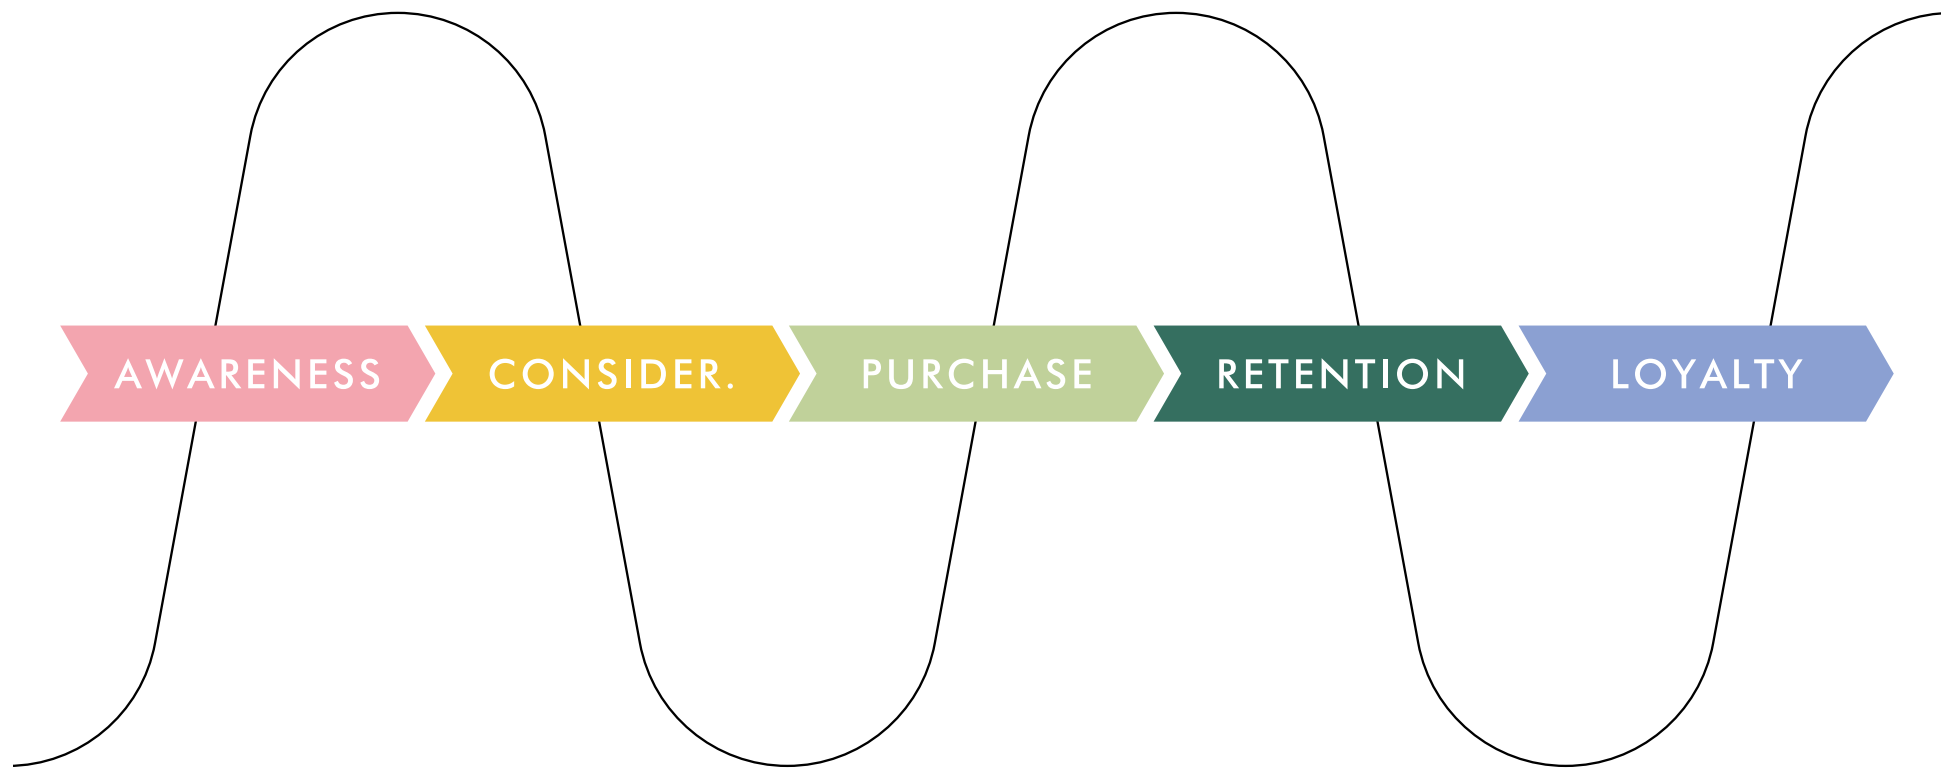 AWARENESS
CONSIDER.
PURCHASE
RETENTION
LOYALTY